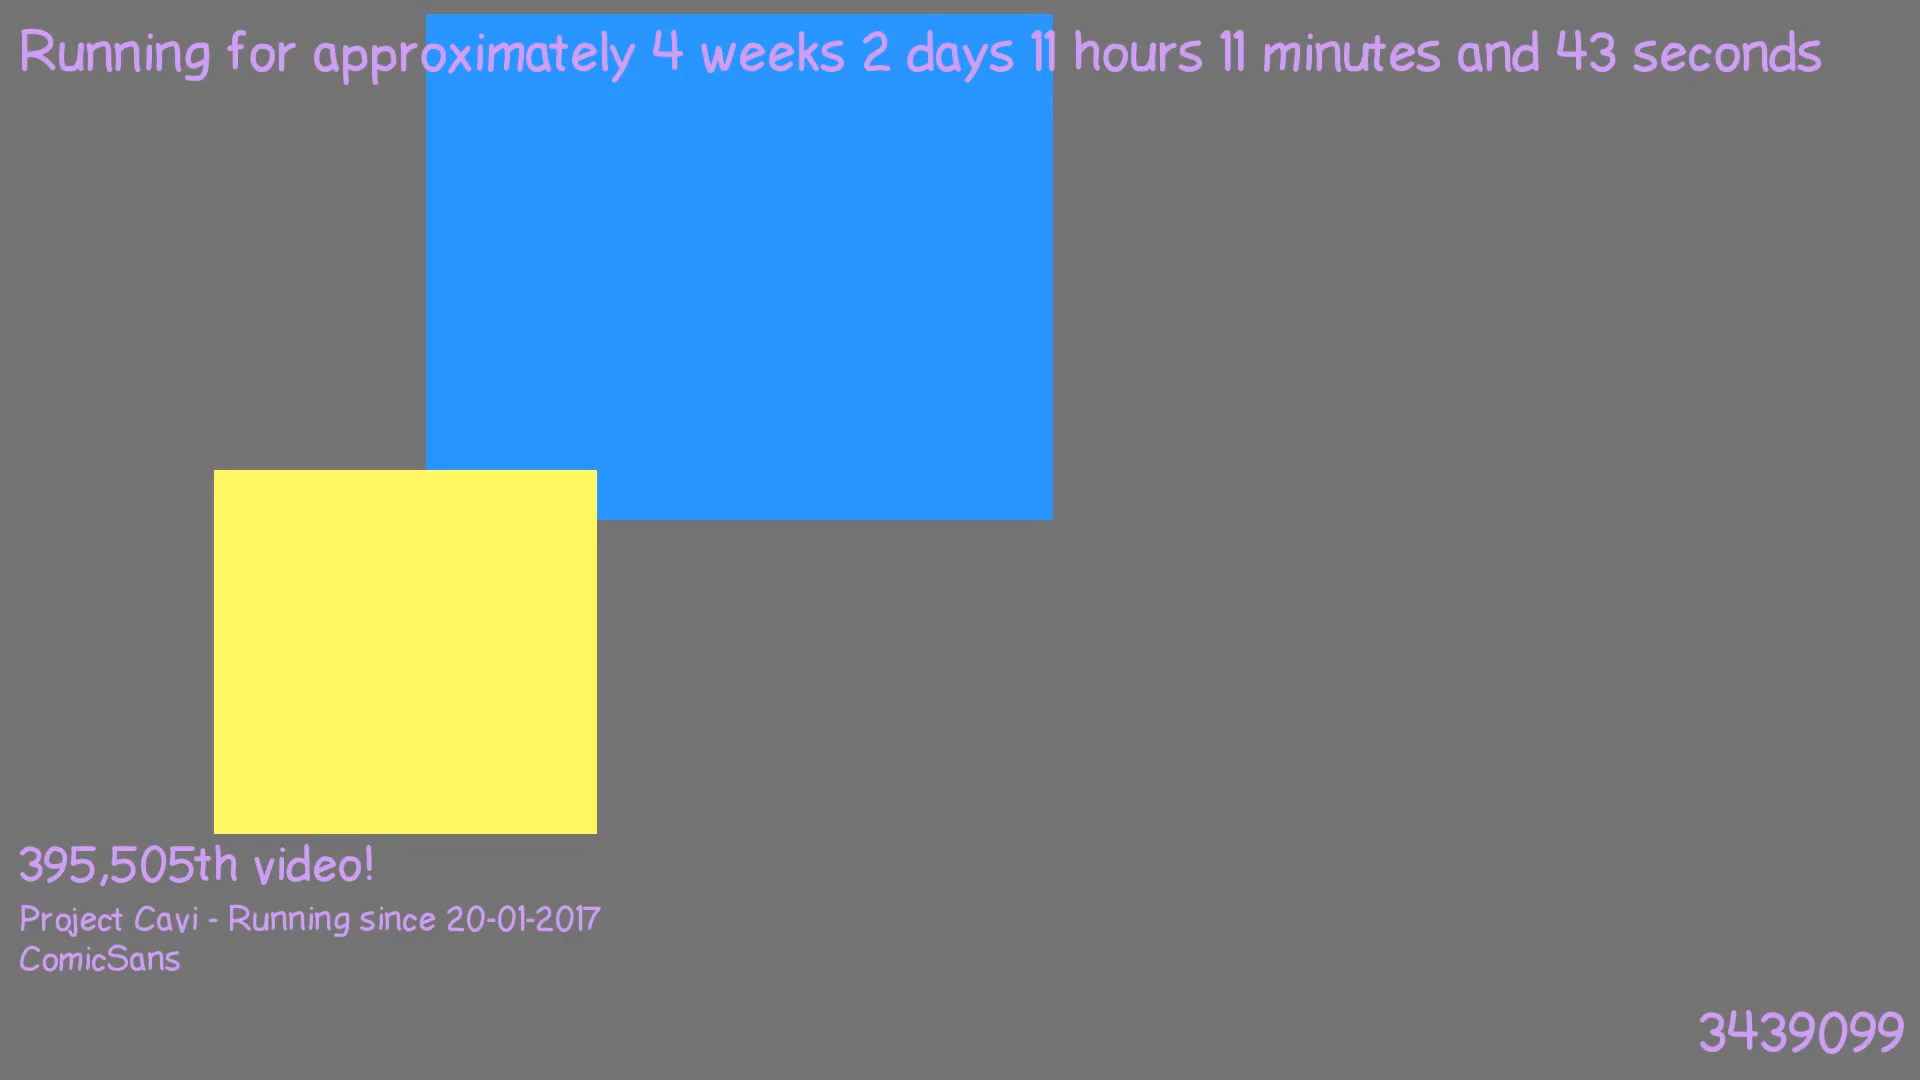 Running for approximately 4 weeks 2 days 11 hours 11 minutes and 43 seconds
395,505th video!
Project Cavi - Running since 20-01-2017
ComicSans
3439099